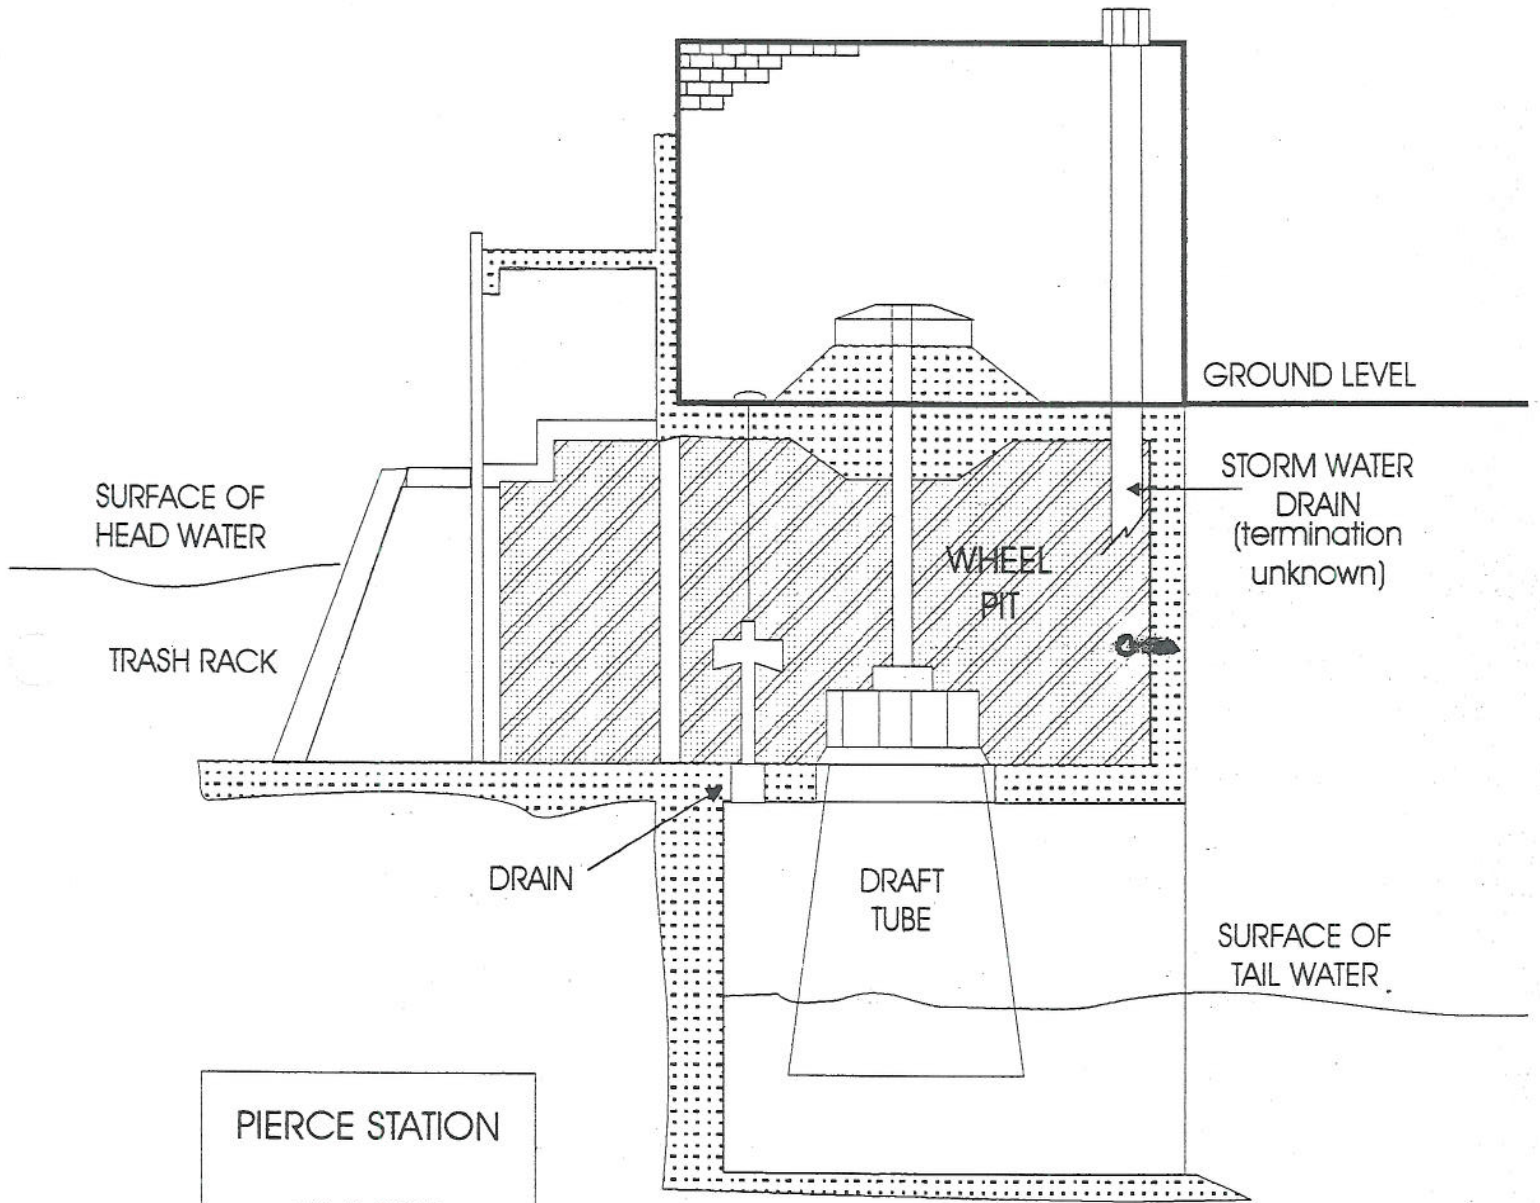 GROUND LEVEL
SURFACE OF
HEAD WATER
STORM WATER
DRAIN
(termination
unknown)
WHEEL
PIT
TRASH RACK
DRAIN
DRAFT
TUBE
SURFACE OF
TAIL WATER
PIERCE STATION